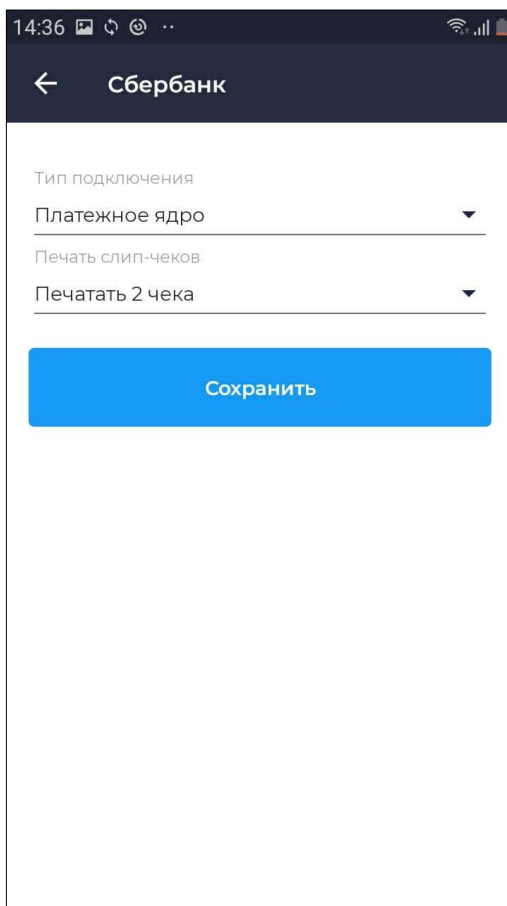 14:36
Сбербанк
Тип подключения
Платежное ядро
Печать слип-чеков
Печатать 2 чека
Сохранить